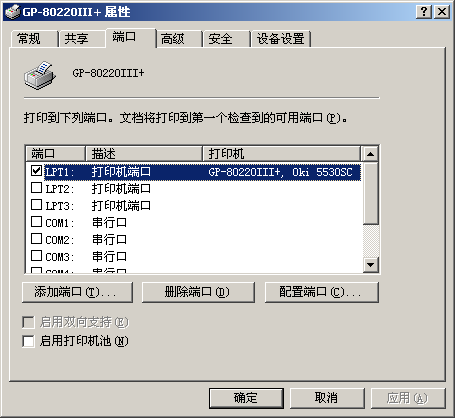 GP-80220III+ 属性
常规 共享 端口 高级 安全 设备设置
GP-80220III+
打印到下列端口。文档将打印到第一个检查到的可用端口(P)。
端口 描述 打印机
LPT1: 打印机端口 GP-80220III+, Oki 5530SC
LPT2: 打印机端口
LPT3: 打印机端口
COM1: 串行口
COM2: 串行口
COM3: 串行口
COM4: 串行口
添加端口(T)... 删除端口(D) 配置端口(C)...
启用双向支持(E)
启用打印机池(N)
确定 取消 应用(A)